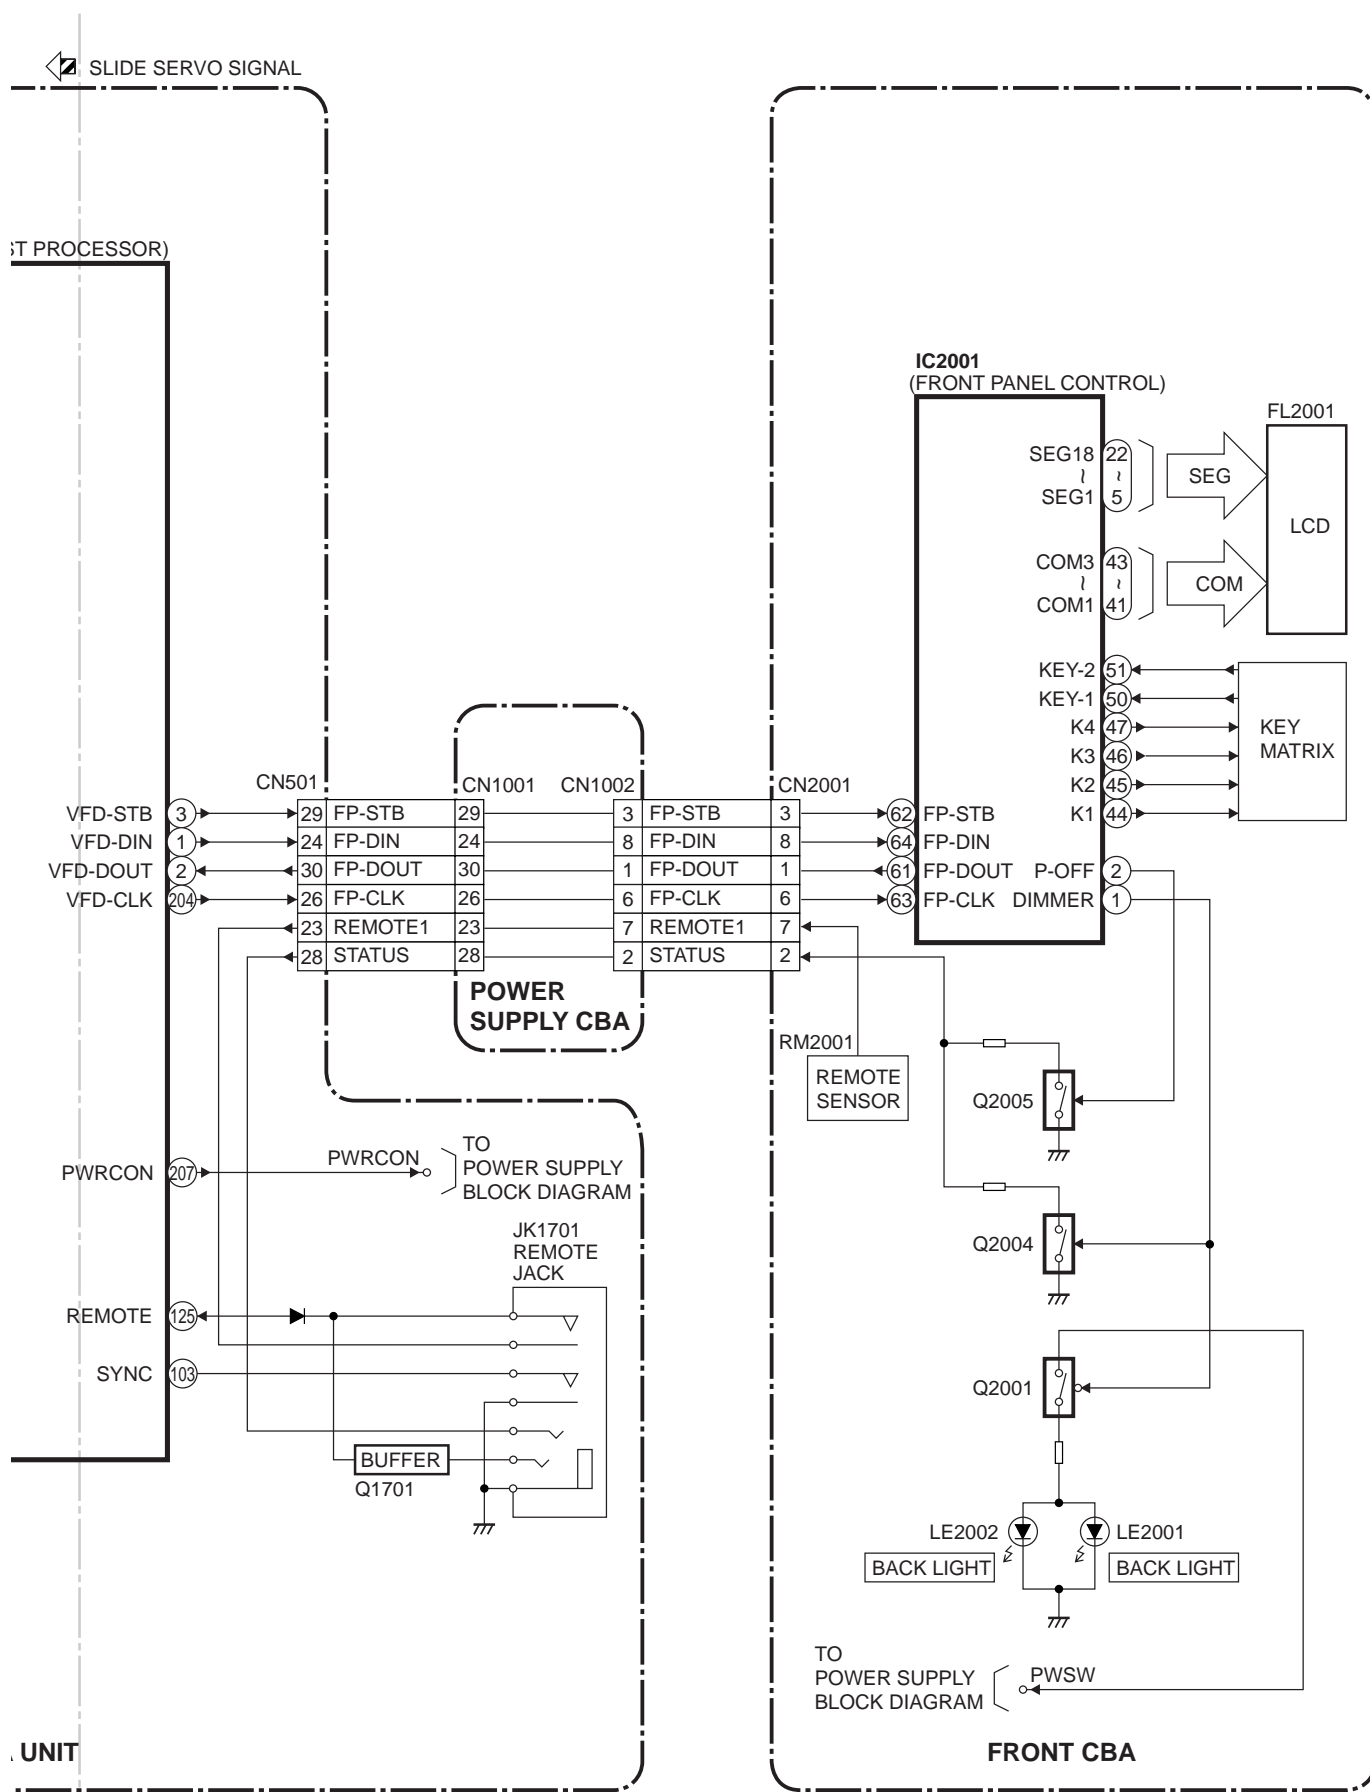 SLIDE SERVO SIGNAL
ST PROCESSOR)
IC2001
(FRONT PANEL CONTROL)
FL2001
SEG18 22
~ ~
SEG1 5
SEG
LCD
COM3 43
~ ~
COM1 41
COM
KEY-2 51
KEY-1 50
K4 47
K3 46
K2 45
K1 44
KEY
MATRIX
CN501 CN1001 CN1002 CN2001
VFD-STB 3 29 FP-STB 29 3 FP-STB 3 62 FP-STB
VFD-DIN 1 24 FP-DIN 24 8 FP-DIN 8 64 FP-DIN
VFD-DOUT 2 30 FP-DOUT 30 1 FP-DOUT 1 61 FP-DOUT P-OFF 2
VFD-CLK 204 26 FP-CLK 26 6 FP-CLK 6 63 FP-CLK DIMMER 1
23 REMOTE1 23 7 REMOTE1 7
28 STATUS 28 2 STATUS 2
POWER
SUPPLY CBA
RM2001
REMOTE
SENSOR
Q2005
PWRCON 207 PWRCON
TO
POWER SUPPLY
BLOCK DIAGRAM
JK1701
REMOTE
JACK
Q2004
REMOTE 125
SYNC 103
Q2001
BUFFER
Q1701
LE2002 LE2001
BACK LIGHT BACK LIGHT
TO
POWER SUPPLY
BLOCK DIAGRAM
PWSW
UNIT
FRONT CBA